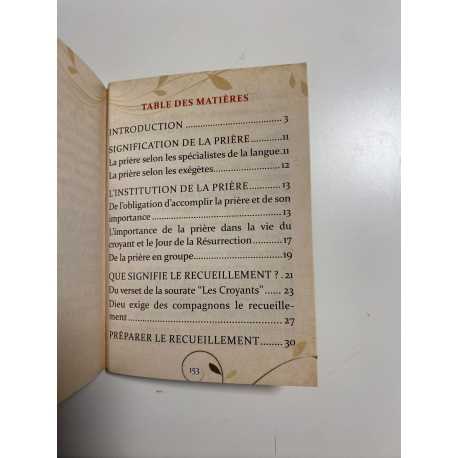 TABLE DES MATIÈRES
INTRODUCTION .................................... 3
SIGNIFICATION DE LA PRIÈRE...........11
La prière selon les spécialistes de la langue.11
La prière selon les exégètes.................12
L'INSTITUTION DE LA PRIÈRE...........13
De l'obligation d'accomplir la prière et de son
importance .........................................13
L'importance de la prière dans la vie du
croyant et le Jour de la Résurrection........17
De la prière en groupe..........................19
QUE SIGNIFIE LE RECUEILLEMENT ? .21
Du verset de la sourate "Les Croyants"...... 23
Dieu exige des compagnons le recueille-
ment ................................................27
PRÉPARER LE RECUEILLEMENT........30
153